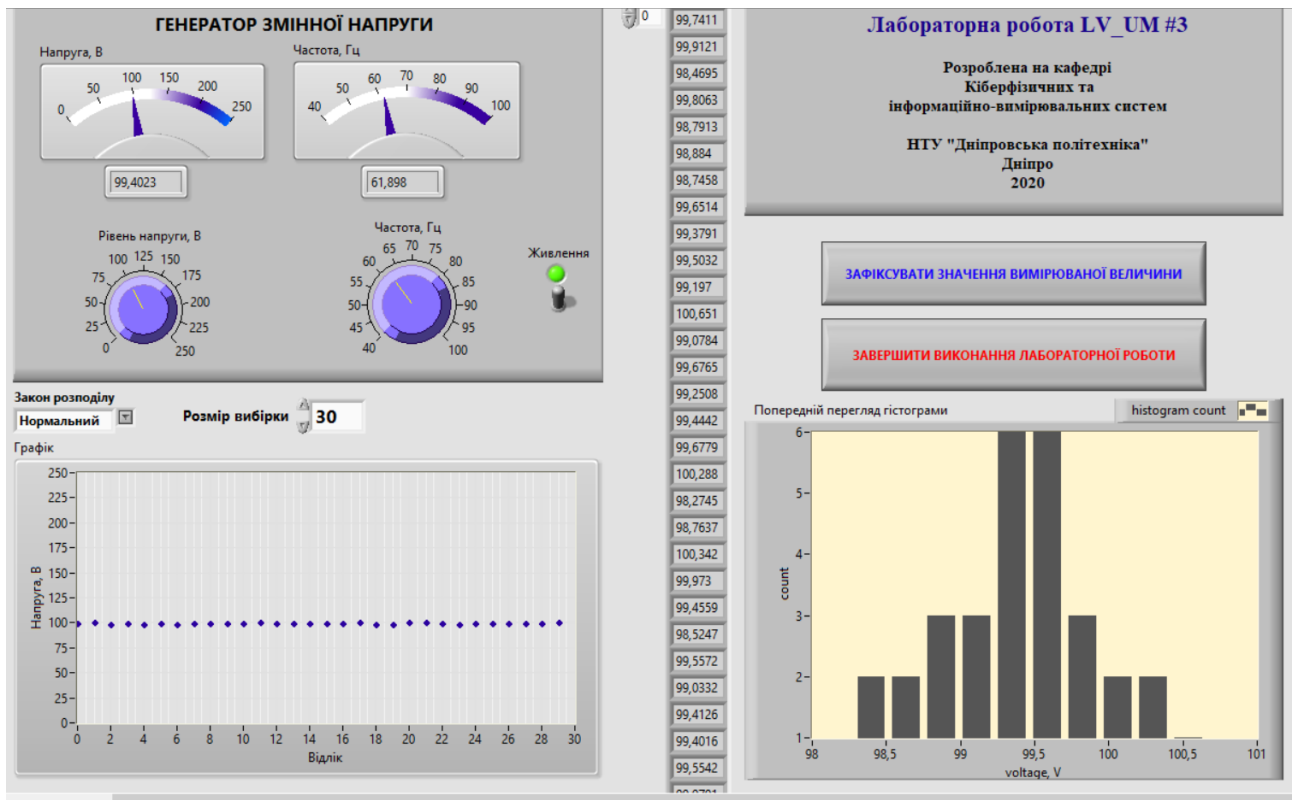 ГЕНЕРАТОР ЗМІННОЇ НАПРУГИ
Напруга, В
0 50 100 150 200 250
99,4023
Частота, Гц
40 50 60 70 80 90 100
61,898
Рівень напруги, В
0 25 50 75 100 125 150 175 200 225 250
Частота, Гц
40 45 50 55 60 65 70 75 80 85 90 95 100
Живлення
Закон розподілу
Нормальний
Розмір вибірки 30
Графік
Напруга, В
250
225
200
175
150
125
100
75
50
25
0
0 2 4 6 8 10 12 14 16 18 20 22 24 26 28 30
Відлік
0
99,7411
99,9121
98,4695
99,8063
98,7913
98,884
98,7458
99,6514
99,3791
99,5032
99,197
100,651
99,0784
99,6765
99,2508
99,4442
99,6779
100,288
98,2745
98,7637
100,342
99,973
99,4559
98,5247
99,5572
99,0332
99,4126
99,4016
99,5542
Лабораторна робота LV_UM #3
Розроблена на кафедрі
Кіберфізичних та
інформаційно-вимірювальних систем
НТУ "Дніпровська політехніка"
Дніпро
2020
ЗАФІКСУВАТИ ЗНАЧЕННЯ ВИМІРЮВАНОЇ ВЕЛИЧИНИ
ЗАВЕРШИТИ ВИКОНАННЯ ЛАБОРАТОРНОЇ РОБОТИ
Попередній перегляд гістограми
histogram count
count
6
5
4
3
2
1
98 98,5 99 99,5 100 100,5 101
voltage, V